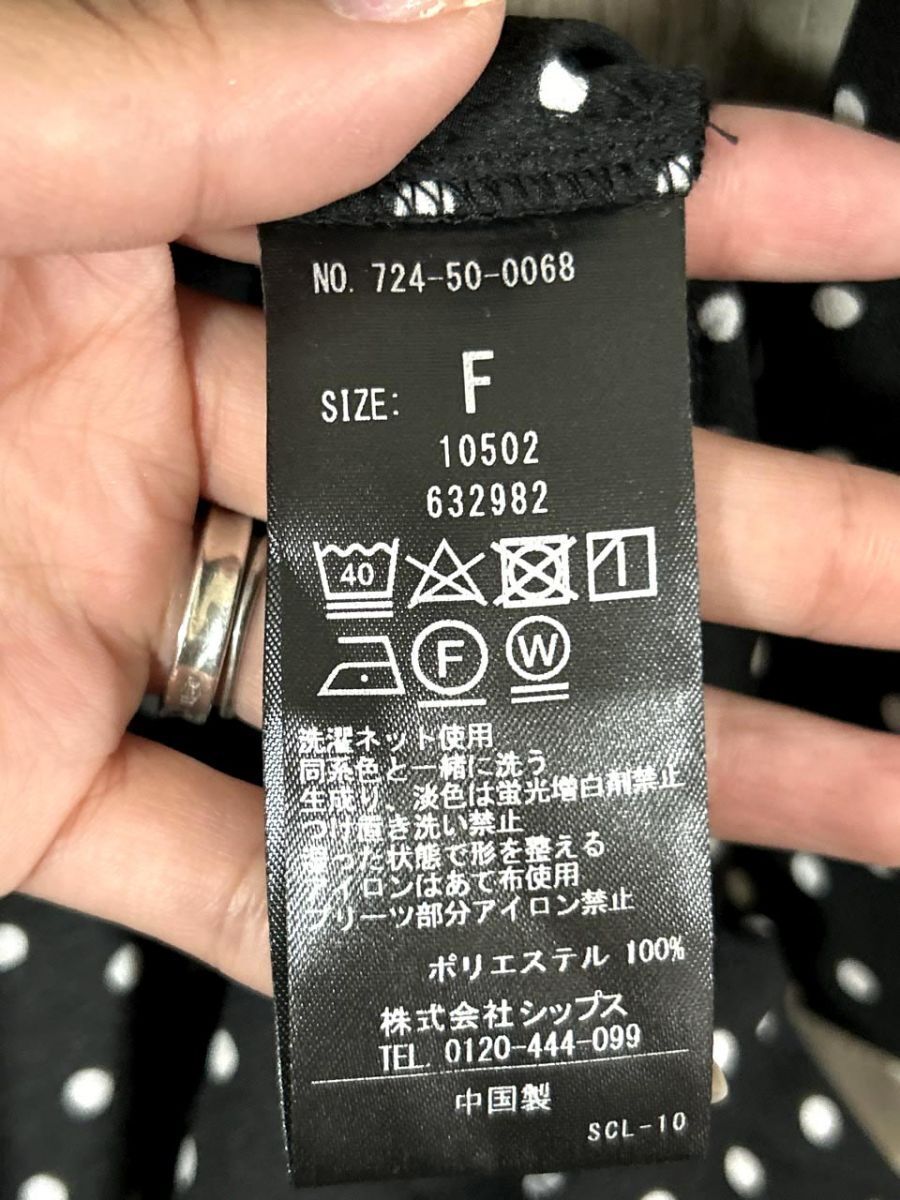 NO. 724-50-0068
SIZE: F
10502
632982
40
F W
洗濯ネット使用
同系色と一緒に洗う
生成り、淡色は蛍光増白剤禁止
つけ置き洗い禁止
湿った状態で形を整える
アイロンはあて布使用
プリーツ部分アイロン禁止
ポリエステル 100%
株式会社シップス
TEL. 0120-444-099
中国製
SCL-10